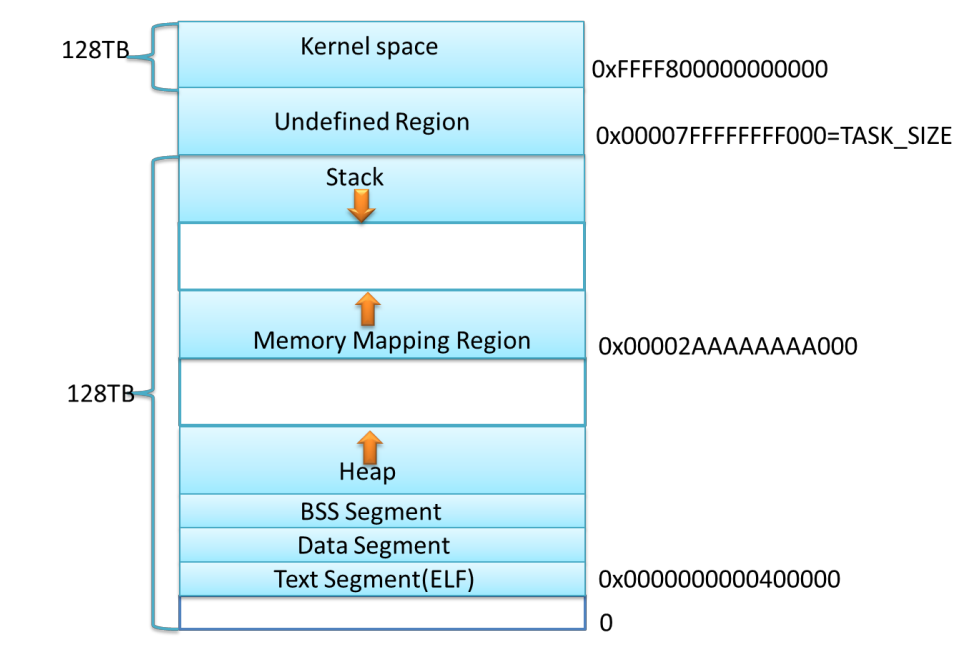 128TB
Kernel space
0xFFFF800000000000
Undefined Region
0x00007FFFFFFFF000=TASK_SIZE
Stack
Memory Mapping Region
0x00002AAAAAAAA000
128TB
Heap
BSS Segment
Data Segment
Text Segment(ELF)
0x0000000000400000
0